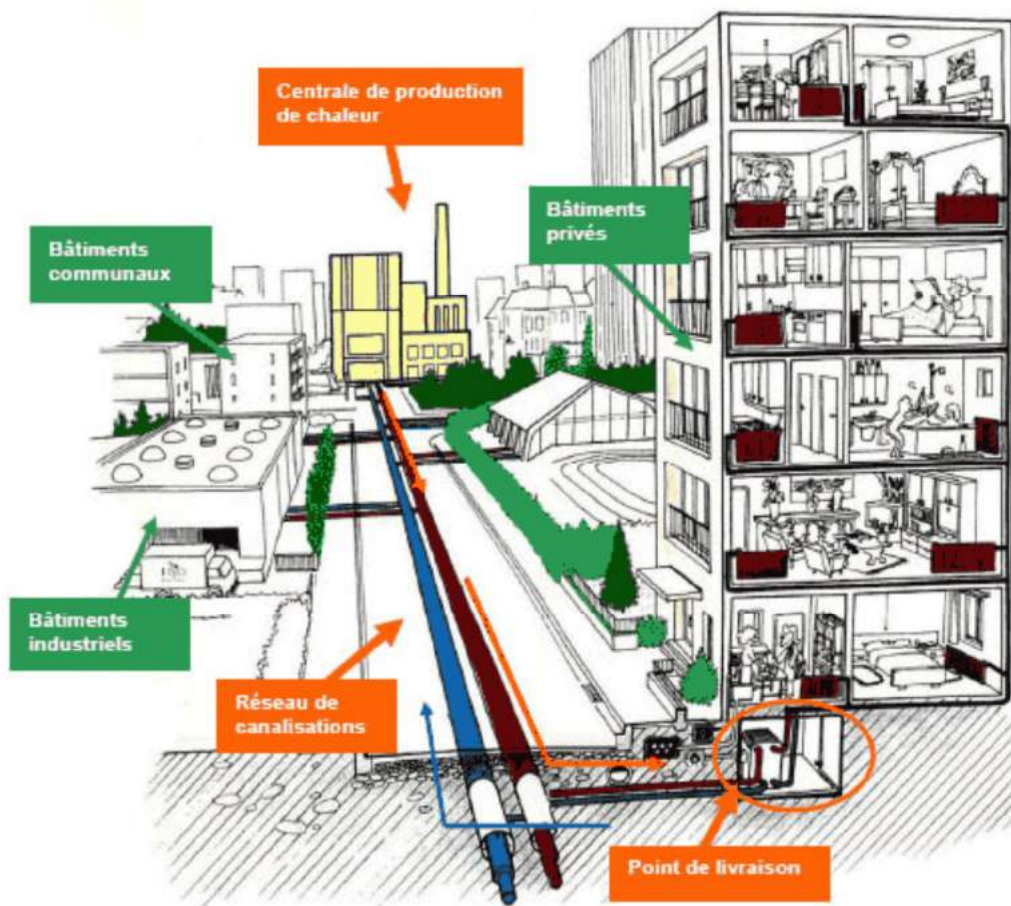 Centrale de production
de chaleur
Bâtiments
privés
Bâtiments
communaux
Bâtiments
industriels
Réseau de
canalisations
Point de livraison